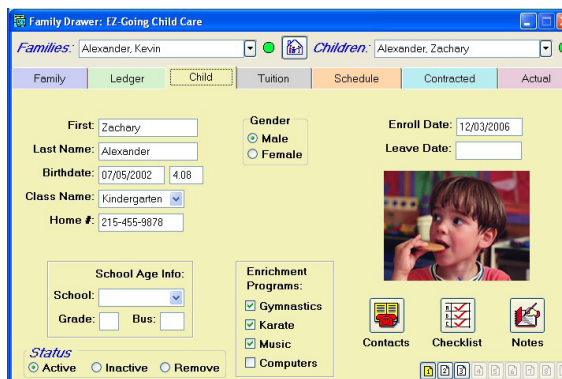 Family Drawer: EZ-Going Child Care
Families: Alexander, Kevin Children: Alexander, Zachary
Family Ledger Child Tuition Schedule Contracted Actual
First: Zachary
Last Name: Alexander
Birthdate: 07/05/2002 4.08
Class Name: Kindergarten
Home #: 215-455-9878
Gender
Male
Female
Enroll Date: 12/03/2006
Leave Date:
School Age Info:
School:
Grade: Bus:
Enrichment
Programs:
Gymnastics
Karate
Music
Computers
Contacts Checklist Notes
Status
Active Inactive Remove
1 2 3